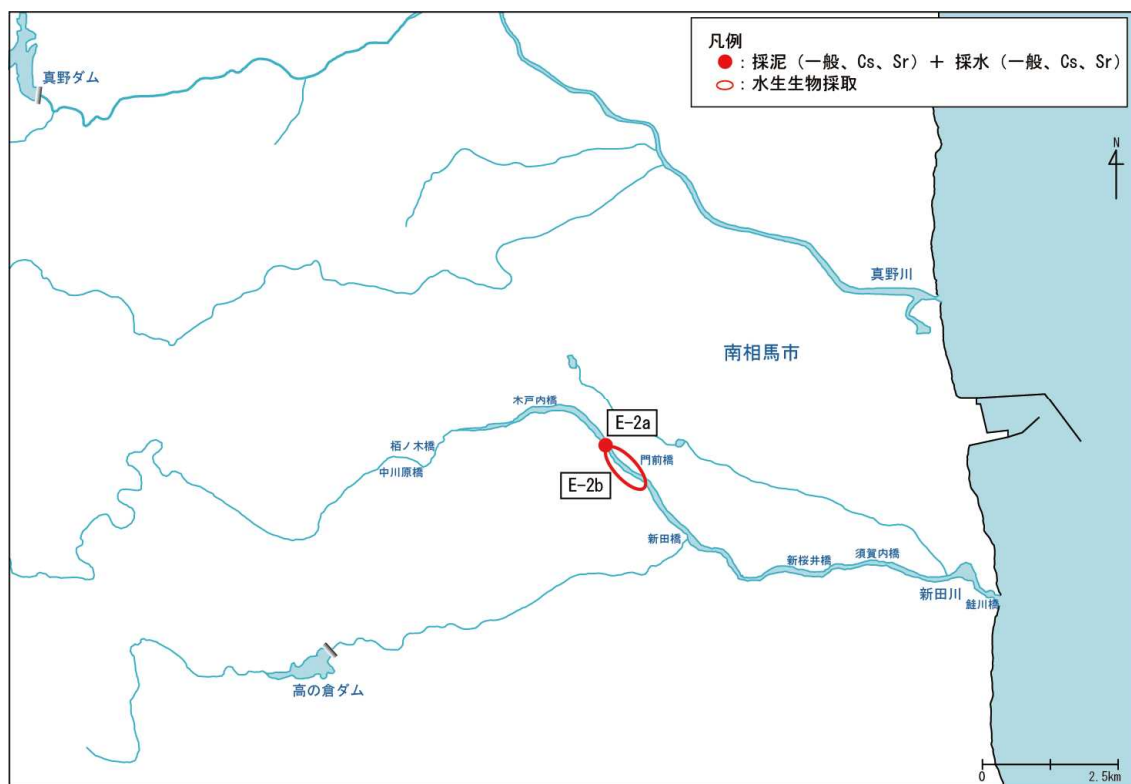 凡例
：採泥（一般、Cs、Sr）＋ 採水（一般、Cs、Sr）
：水生生物採取
真野ダム
N
真野川
南相馬市
木戸内橋
E-2a
栢ノ木橋
門前橋
中川原橋
E-2b
新田橋
新桜井橋
須賀内橋
新田川
鮭川橋
高の倉ダム
0
2.5km